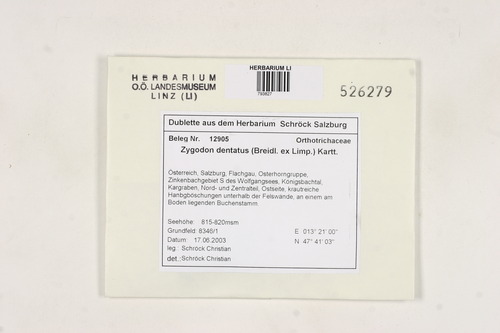 HERBARIUM LI
793827
HERBARIUM
O.Ö. LANDESMUSEUM
LINZ (LI)
526279
Dublette aus dem Herbarium Schröck Salzburg
Beleg Nr. 12905 Orthotrichaceae
Zygodon dentatus (Breidl. ex Limp.) Kartt.
Österreich, Salzburg, Flachgau, Osterhorngruppe,
Zinkenbachgebiet S des Wolfgangsees, Königsbachtal,
Kargraben, Nord- und Zentralteil, Ostseite, krautreiche
Hanbgböschungen unterhalb der Felswände, an einem am
Boden liegenden Buchenstamm.
Seehöhe: 815-820msm
Grundfeld: 8346/1 E 013° 21' 00"
Datum: 17.06.2003 N 47° 41' 03"
leg.: Schröck Christian
det.: Schröck Christian